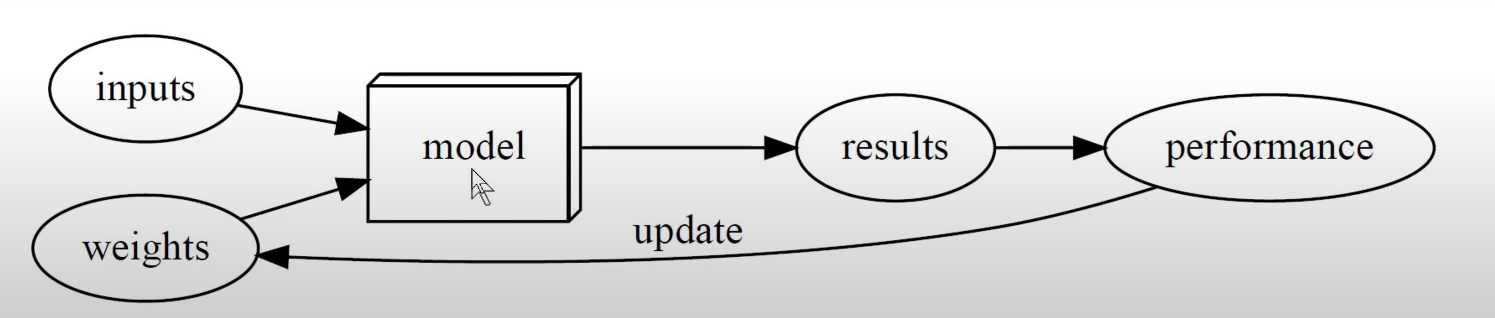 inputs
model
results
performance
update
weights